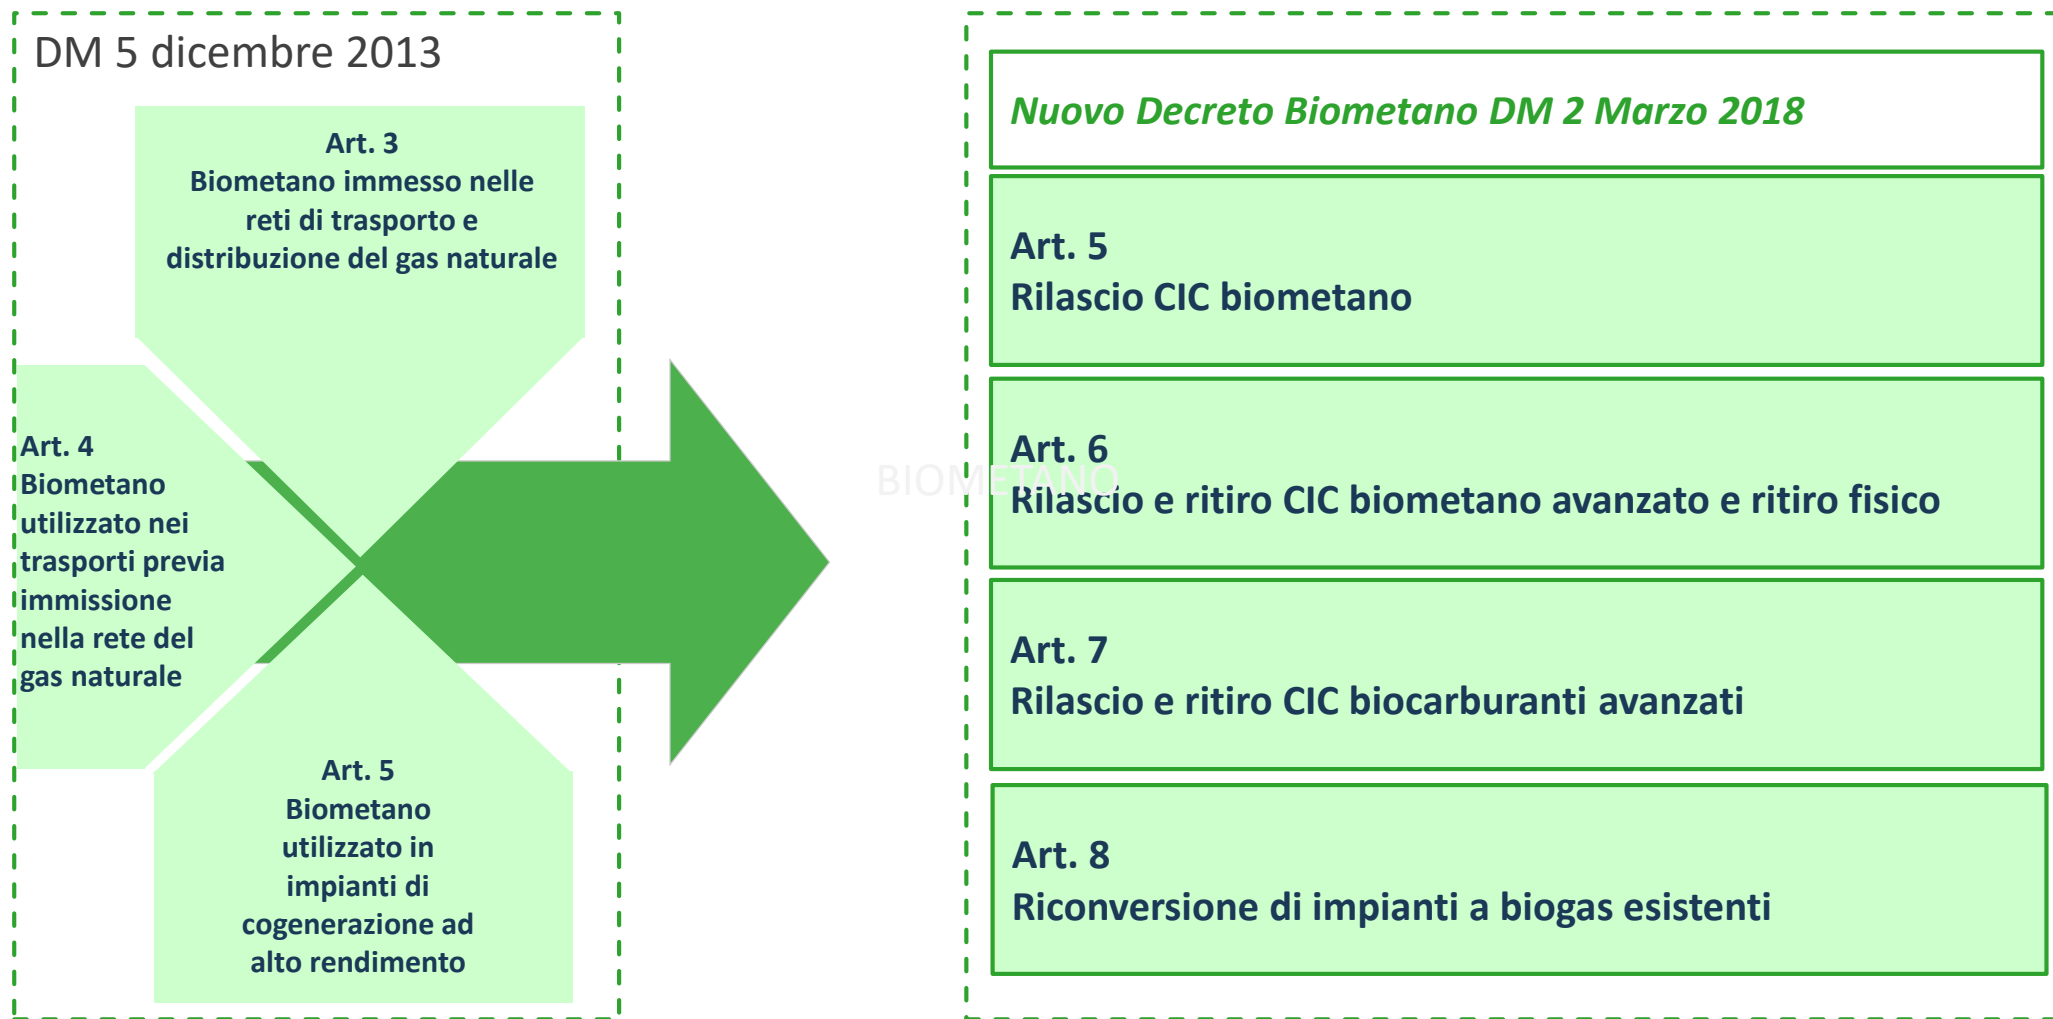 DM 5 dicembre 2013
Art. 3
Biometano immesso nelle
reti di trasporto e
distribuzione del gas naturale
Art. 4
Biometano
utilizzato nei
trasporti previa
immissione
nella rete del
gas naturale
Art. 5
Biometano
utilizzato in
impianti di
cogenerazione ad
alto rendimento
BIOMETANO
Nuovo Decreto Biometano DM 2 Marzo 2018
Art. 5
Rilascio CIC biometano
Art. 6
Rilascio e ritiro CIC biometano avanzato e ritiro fisico
Art. 7
Rilascio e ritiro CIC biocarburanti avanzati
Art. 8
Riconversione di impianti a biogas esistenti